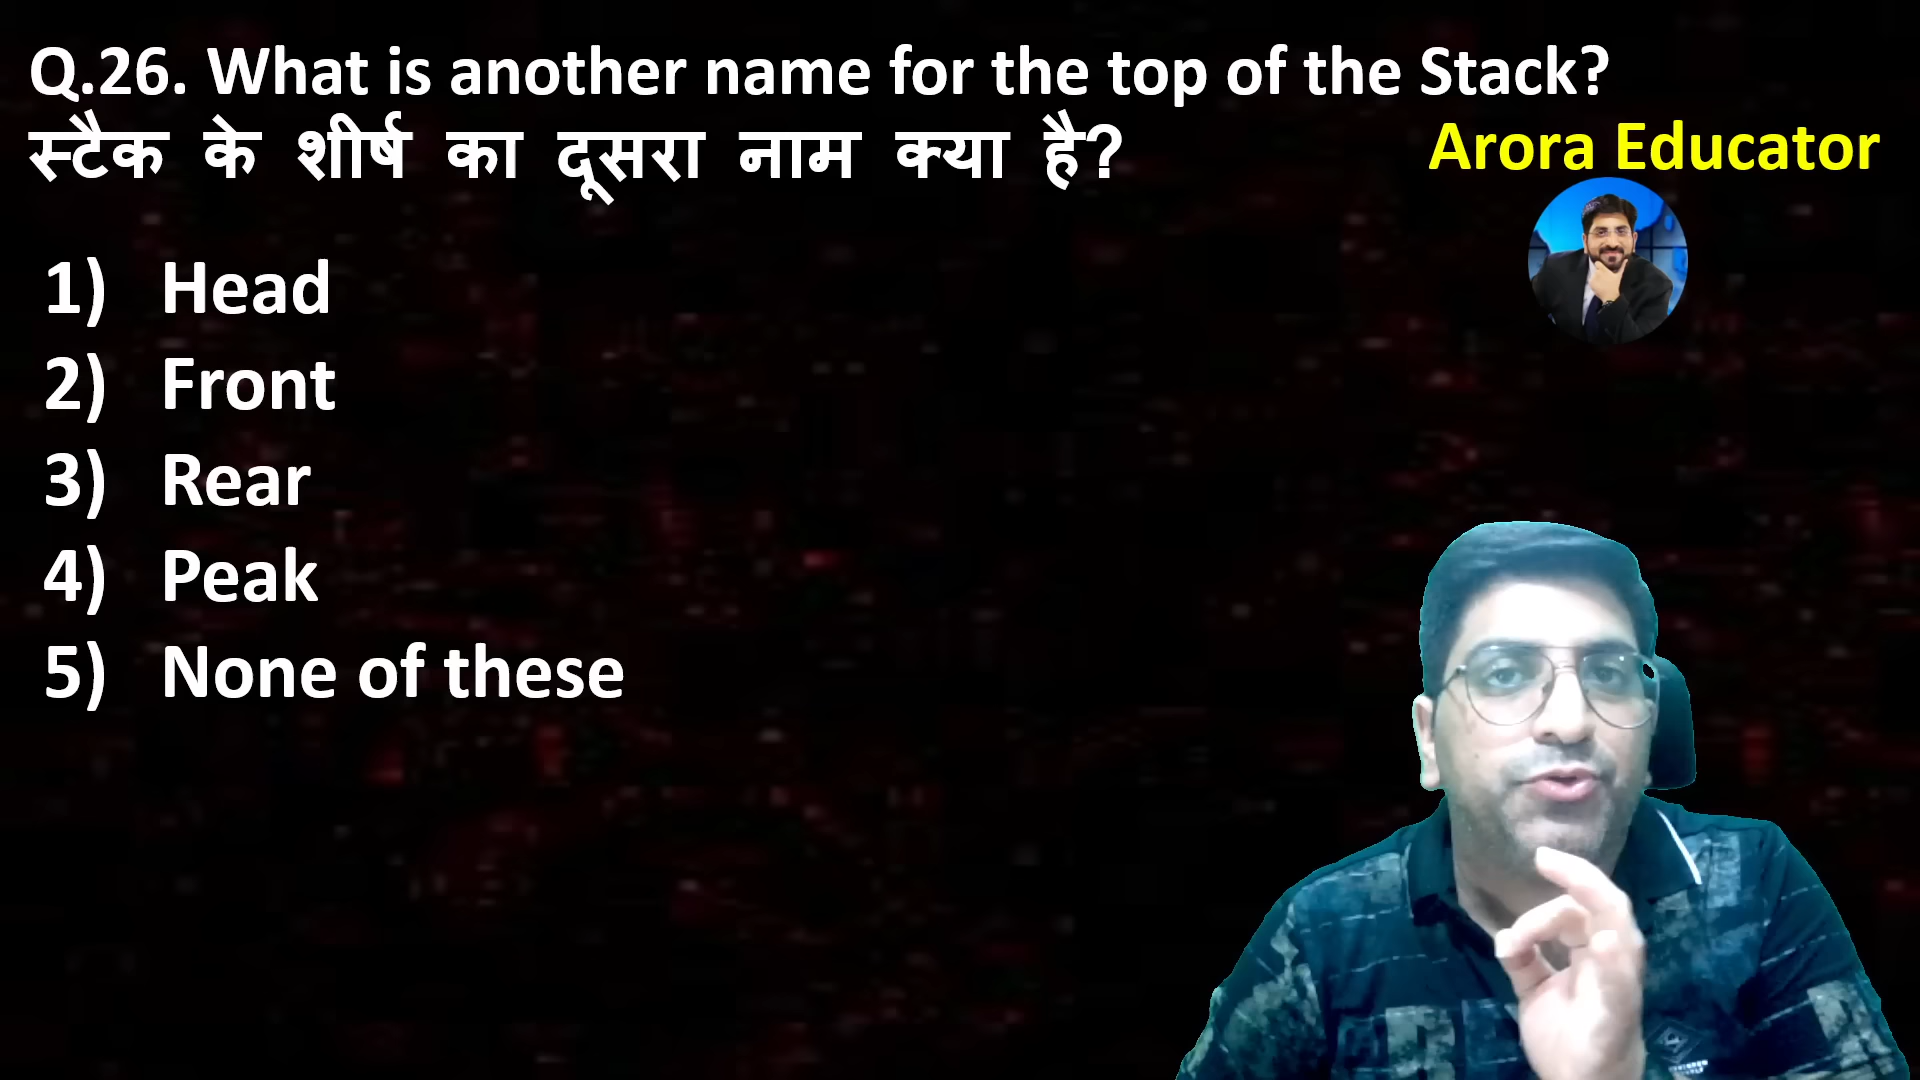 Q.26. What is another name for the top of the Stack?
स्टैक के शीर्ष का दूसरा नाम क्या है?
Arora Educator
1) Head
2) Front
3) Rear
4) Peak
5) None of these